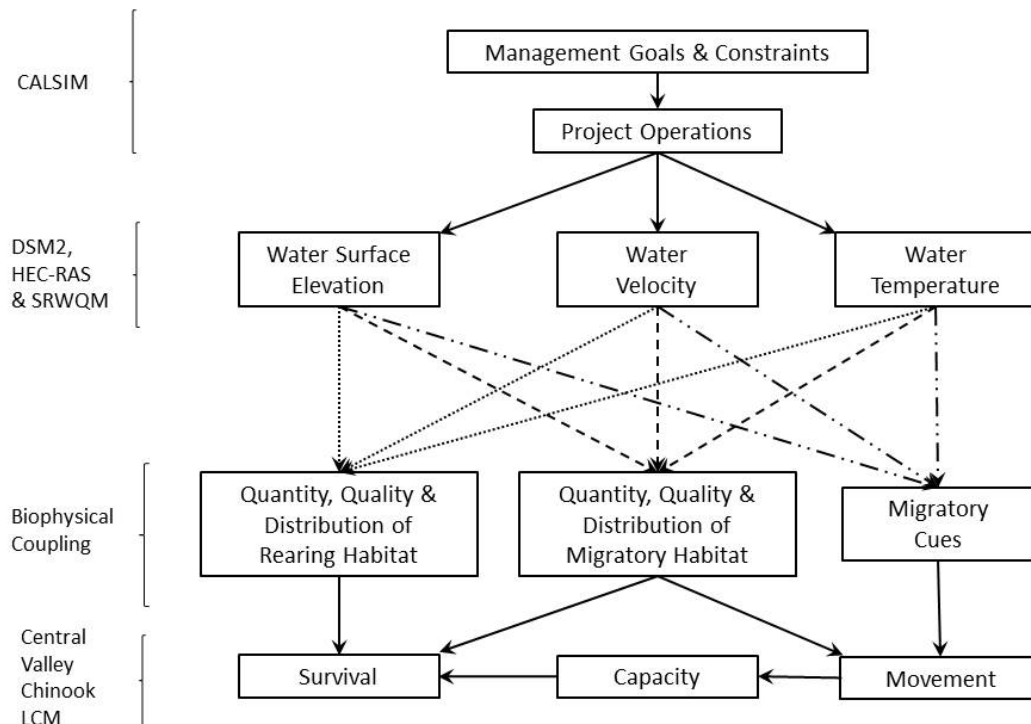 CALSIM
Management Goals & Constraints
Project Operations
DSM2,
HEC-RAS
& SRWQM
Water Surface
Elevation
Water
Velocity
Water
Temperature
Biophysical
Coupling
Quantity, Quality &
Distribution of
Rearing Habitat
Quantity, Quality &
Distribution of
Migratory Habitat
Migratory
Cues
Central
Valley
Chinook
LCM
Survival
Capacity
Movement